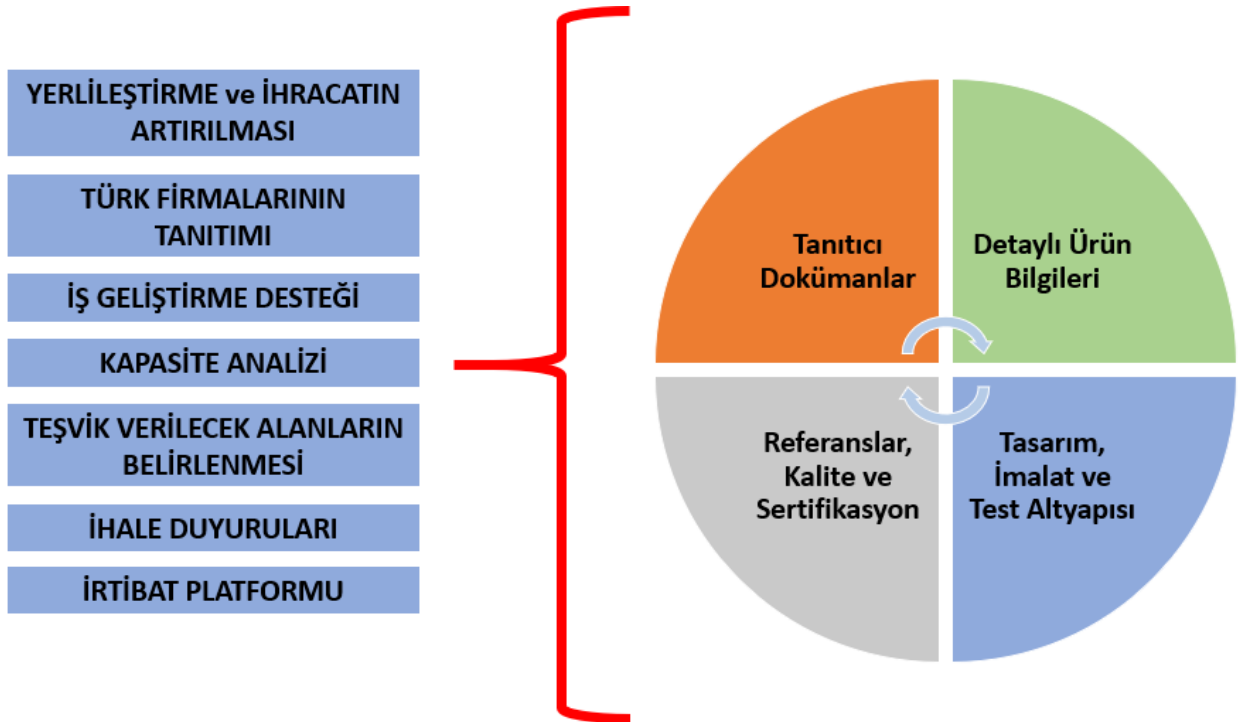 YERLİLEŞTİRME ve İHRACATIN
ARTIRILMASI
TÜRK FİRMALARININ
TANITIMI
İŞ GELİŞTİRME DESTEĞİ
KAPASİTE ANALİZİ
TEŞVİK VERİLECEK ALANLARIN
BELİRLENMESİ
İHALE DUYURULARI
İRTİBAT PLATFORMU
Tanıtıcı
Dokümanlar
Detaylı Ürün
Bilgileri
Referanslar,
Kalite ve
Sertifikasyon
Tasarım,
İmalat ve
Test Altyapısı